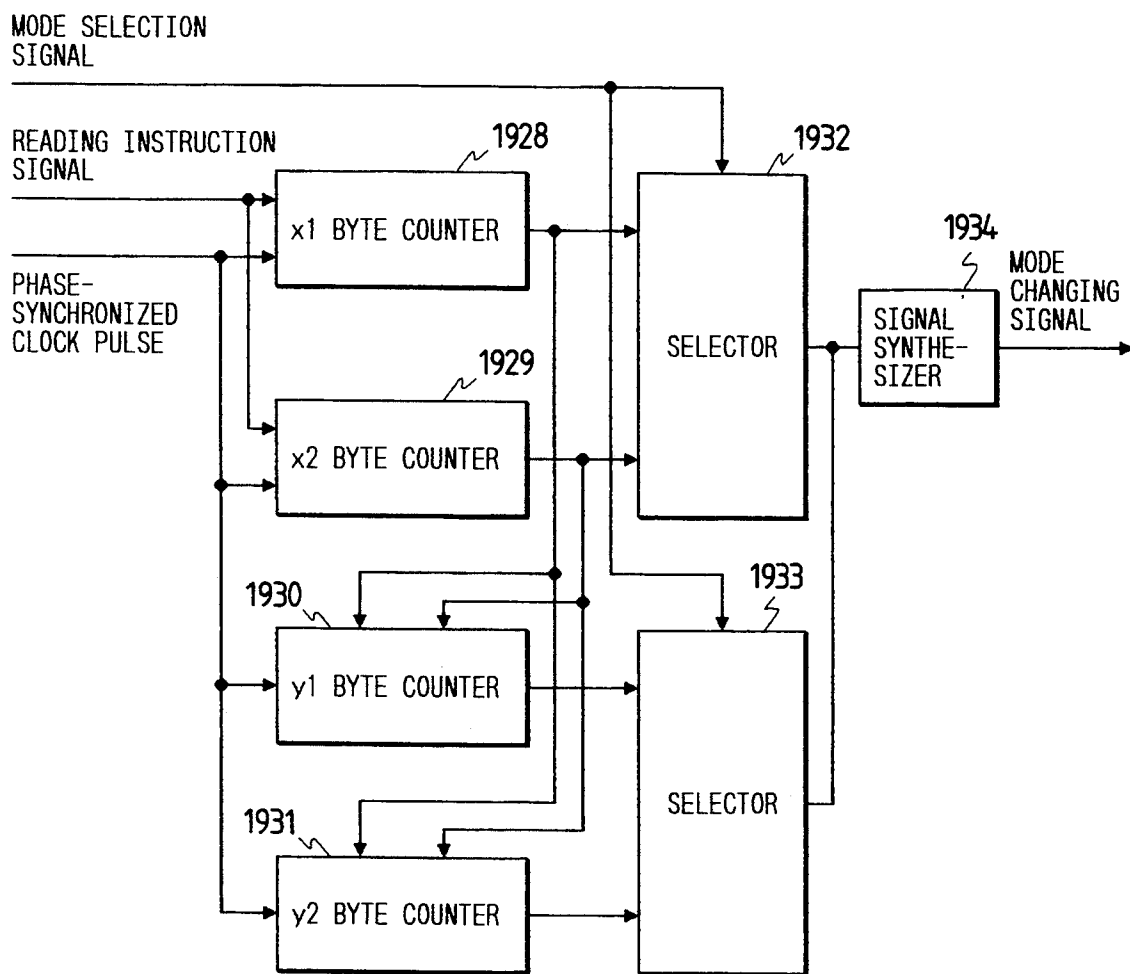 MODE SELECTION
SIGNAL
READING INSTRUCTION
SIGNAL
PHASE-
SYNCHRONIZED
CLOCK PULSE
1928
x1 BYTE COUNTER
1929
x2 BYTE COUNTER
1930
y1 BYTE COUNTER
1931
y2 BYTE COUNTER
1932
SELECTOR
1933
SELECTOR
1934
SIGNAL
SYNTHE-
SIZER
MODE
CHANGING
SIGNAL